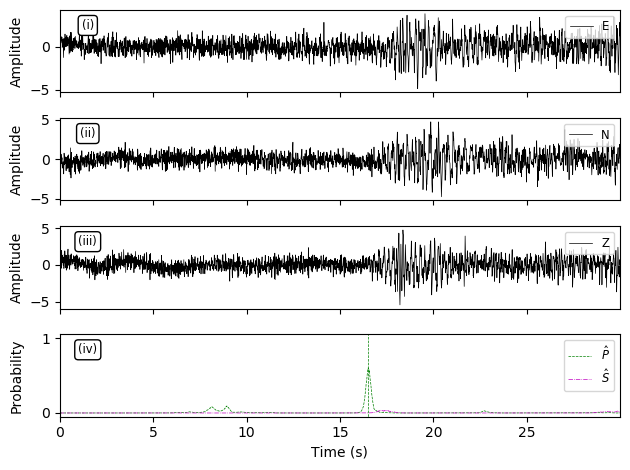 (i)
E
0
−5
Amplitude
(ii)
N
5
0
−5
Amplitude
(iii)
Z
5
0
−5
Amplitude
(iv)
P̂
Ŝ
1
0
Probability
0 5 10 15 20 25
Time (s)